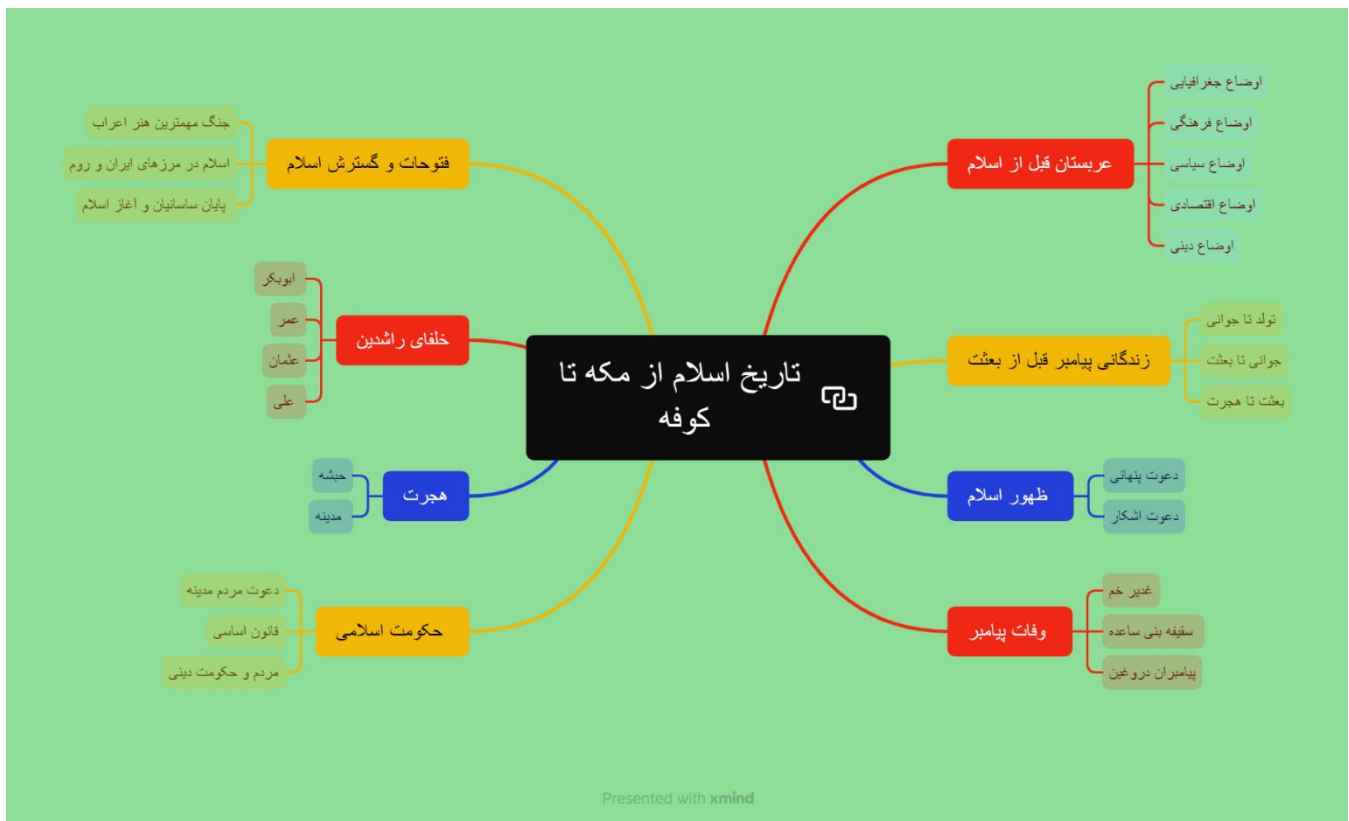 تاریخ اسلام از مکه تا
کوفه
عربستان قبل از اسلام
اوضاع جغرافیایی
اوضاع فرهنگی
اوضاع سیاسی
اوضاع اقتصادی
اوضاع دینی
زندگانی پیامبر قبل از بعثت
تولد تا جوانی
جوانی تا بعثت
بعثت تا هجرت
ظهور اسلام
دعوت پنهانی
دعوت اشکار
وفات پیامبر
غدیر خم
سقیفه بنی ساعده
پیامبران دروغین
فتوحات و گسترش اسلام
جنگ مهمترین هنر اعراب
اسلام در مرزهای ایران و روم
پایان ساسانیان و آغاز اسلام
خلفای راشدین
ابوبکر
عمر
عثمان
علی
هجرت
حبشه
مدینه
حکومت اسلامی
دعوت مردم مدینه
قانون اساسی
مردم و حکومت دینی
Presented with xmind